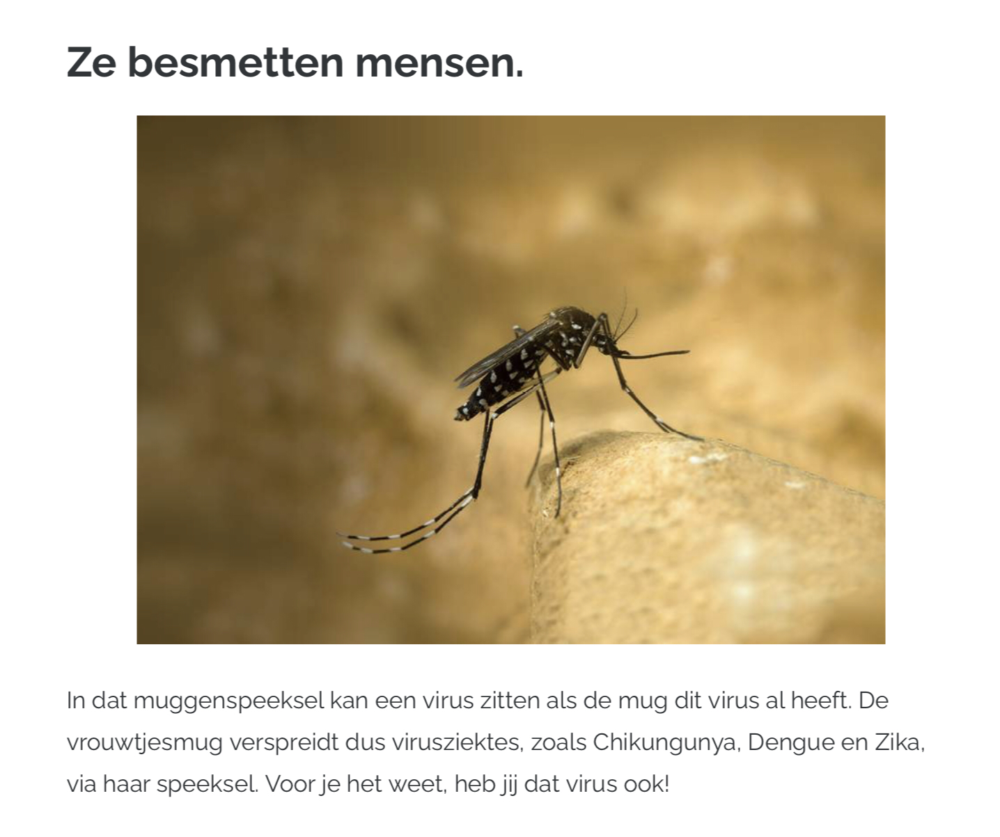 Ze besmetten mensen.
In dat muggenspeeksel kan een virus zitten als de mug dit virus al heeft. De
vrouwtjesmug verspreidt dus virusziektes, zoals Chikungunya, Dengue en Zika,
via haar speeksel. Voor je het weet, heb jij dat virus ook!